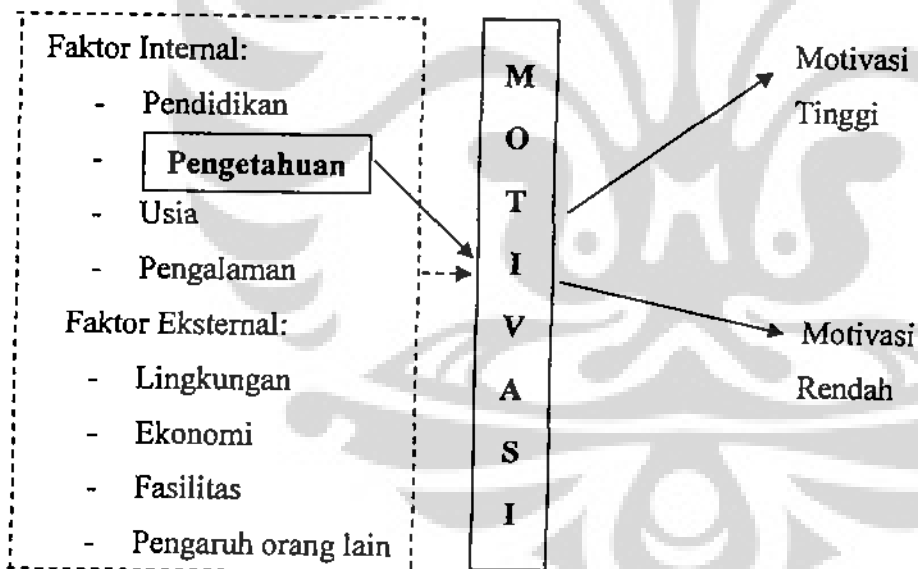 Faktor Internal:
- Pendidikan
- Pengetahuan
- Usia
- Pengalaman
Faktor Eksternal:
- Lingkungan
- Ekonomi
- Fasilitas
- Pengaruh orang lain
M
O
T
I
V
A
S
I
Motivasi
Tinggi
Motivasi
Rendah